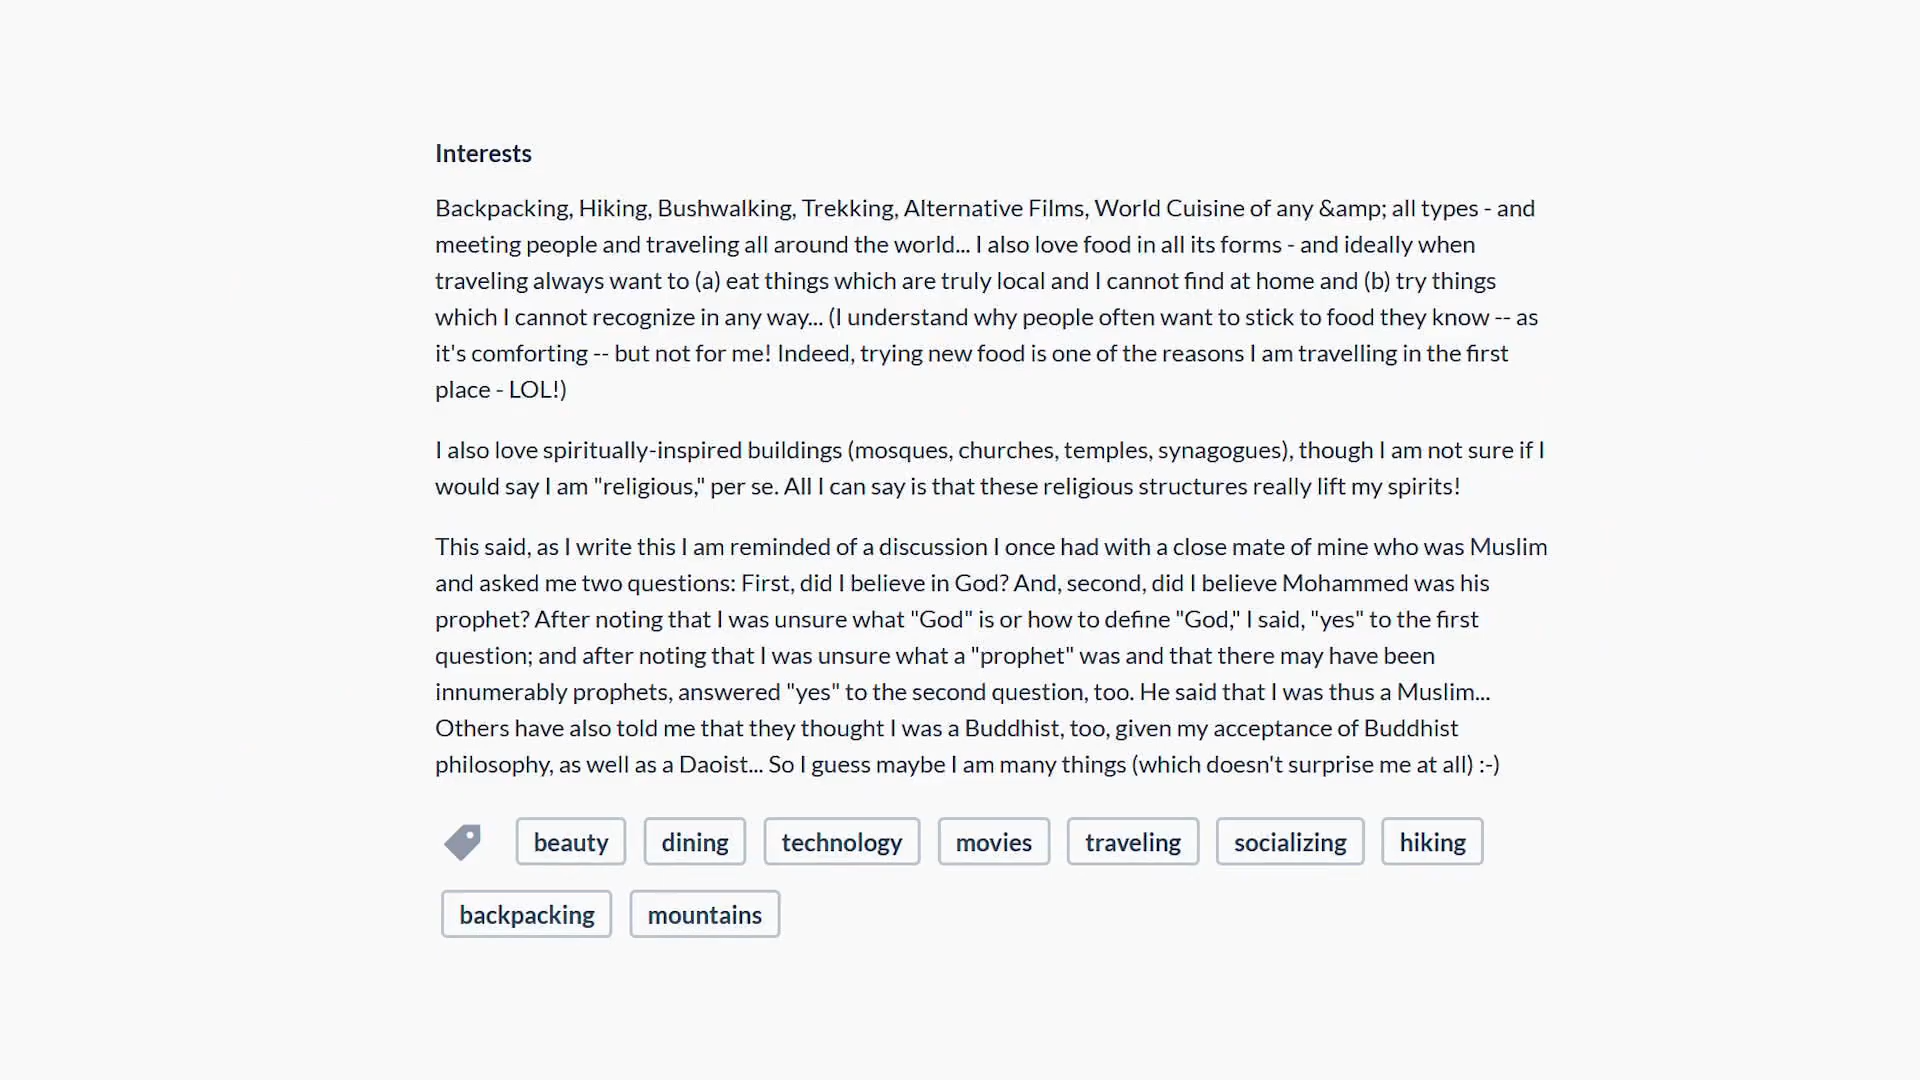 Interests
Backpacking, Hiking, Bushwalking, Trekking, Alternative Films, World Cuisine of any &amp; all types - and
meeting people and traveling all around the world... I also love food in all its forms - and ideally when
traveling always want to (a) eat things which are truly local and I cannot find at home and (b) try things
which I cannot recognize in any way... (I understand why people often want to stick to food they know -- as
it's comforting -- but not for me! Indeed, trying new food is one of the reasons I am travelling in the first
place - LOL!)
I also love spiritually-inspired buildings (mosques, churches, temples, synagogues), though I am not sure if I
would say I am "religious," per se. All I can say is that these religious structures really lift my spirits!
This said, as I write this I am reminded of a discussion I once had with a close mate of mine who was Muslim
and asked me two questions: First, did I believe in God? And, second, did I believe Mohammed was his
prophet? After noting that I was unsure what "God" is or how to define "God," I said, "yes" to the first
question; and after noting that I was unsure what a "prophet" was and that there may have been
innumerably prophets, answered "yes" to the second question, too. He said that I was thus a Muslim...
Others have also told me that they thought I was a Buddhist, too, given my acceptance of Buddhist
philosophy, as well as a Daoist... So I guess maybe I am many things (which doesn't surprise me at all) :-)
beauty dining technology movies traveling socializing hiking
backpacking mountains